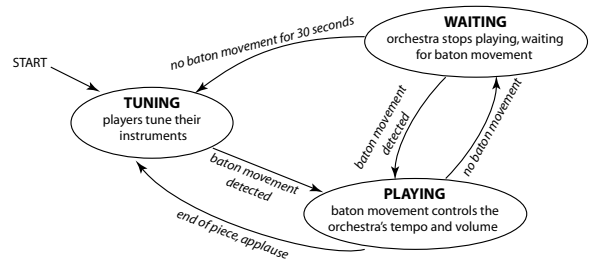 WAITING
orchestra stops playing, waiting
for baton movement
no baton movement for 30 seconds
START
TUNING
players tune their
instruments
baton movement
detected
no baton movement
baton movement
detected
PLAYING
baton movement controls the
orchestra's tempo and volume
end of piece, applause